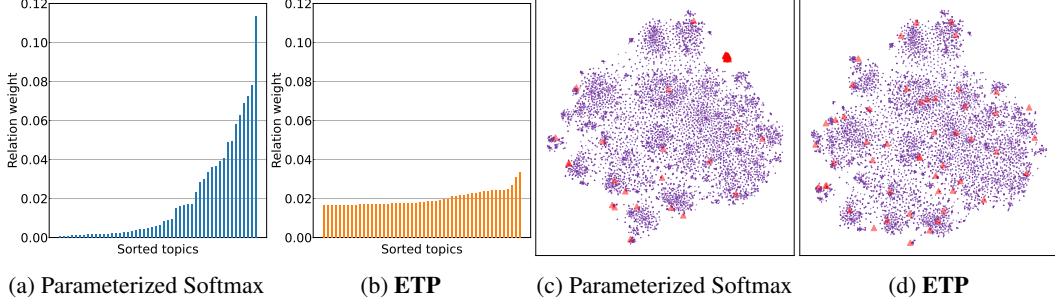 0.12
0.10
0.08
0.06
0.04
0.02
0.00
Relation weight
Sorted topics
0.12
0.10
0.08
0.06
0.04
0.02
0.00
Relation weight
Sorted topics
(a) Parameterized Softmax
(b) ETP
(c) Parameterized Softmax
(d) ETP